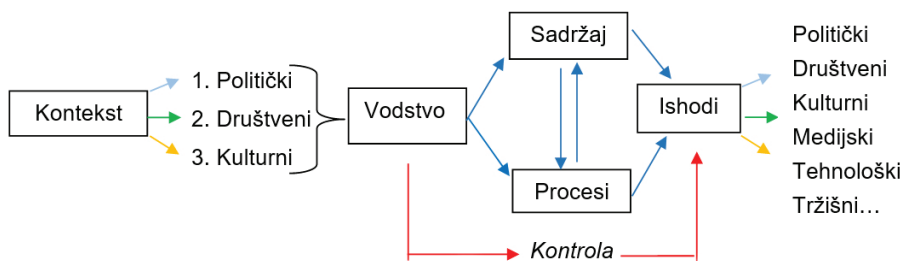 Kontekst
1. Politički
2. Društveni
3. Kulturni
Vodstvo
Sadržaj
Procesi
Kontrola
Ishodi
Politički
Društveni
Kulturni
Medijski
Tehnološki
Tržišni…